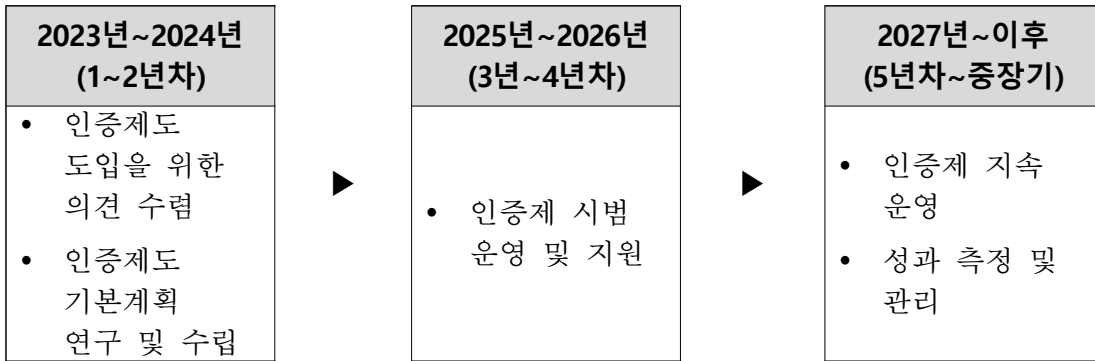 2023년~2024년
(1~2년차)
• 인증제도
도입을 위한
의견 수렴
• 인증제도
기본계획
연구 및 수립
▶
2025년~2026년
(3년~4년차)
• 인증제 시범
운영 및 지원
▶
2027년~이후
(5년차~중장기)
• 인증제 지속
운영
• 성과 측정 및
관리